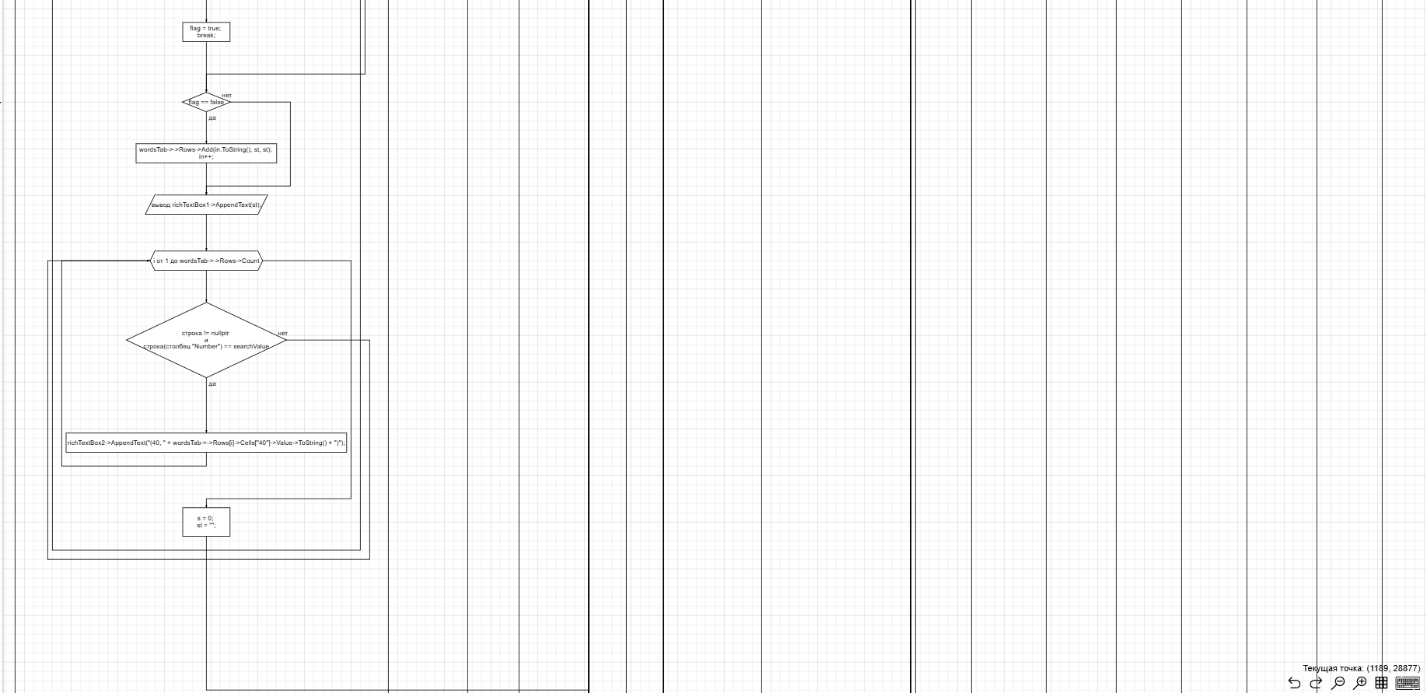 flag = true;
break;
нет
flag == false
да
wordsTab->->Rows->Add(in.ToString(), st, st);
in++;
вывод richTextBox1->AppendText(st);
i от 1 до wordsTab->->Rows->Count
строка != nullptr
и
строка(столбец "Number") == searchValue
нет
да
richTextBox2->AppendText("(40, " + wordsTab->->Rows[i]->Cells["40"]->Value->ToString() + ")");
s = 0;
st = "";
Текущая точка: (1189, 28877)